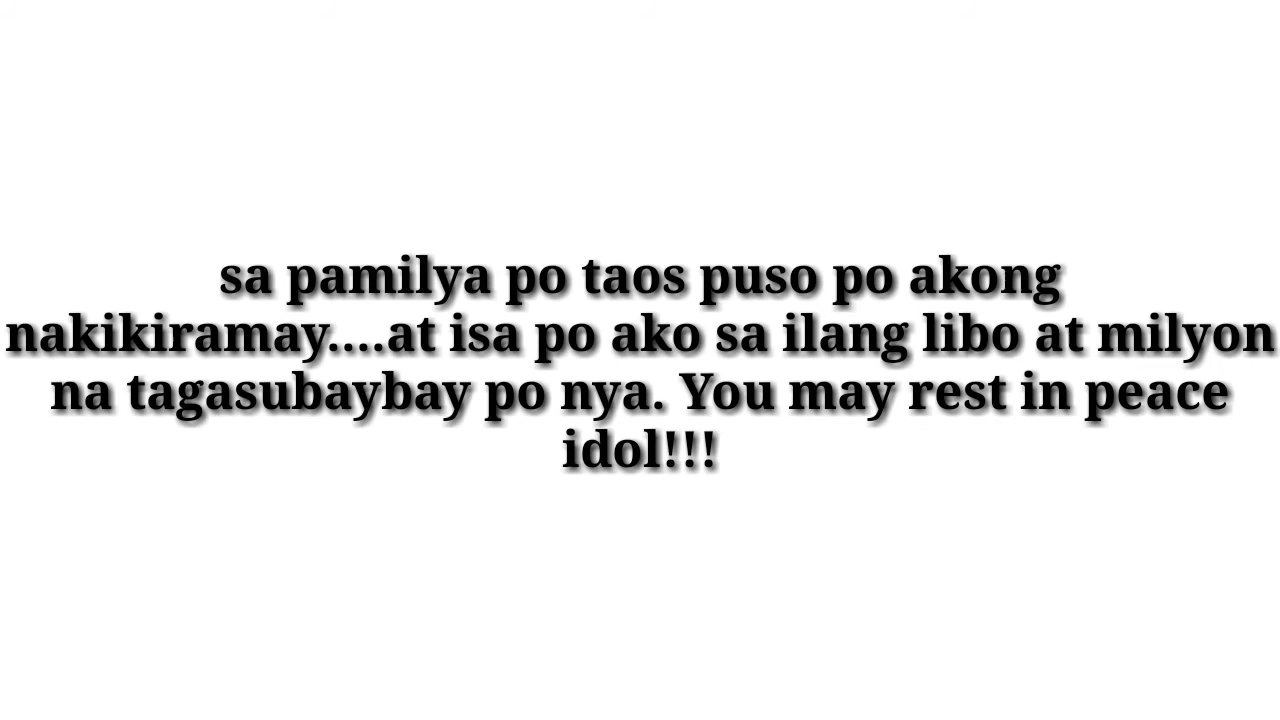 sa pamilya po taos puso po akong
nakikiramay....at isa po ako sa ilang libo at milyon
na tagasubaybay po nya. You may rest in peace
idol!!!